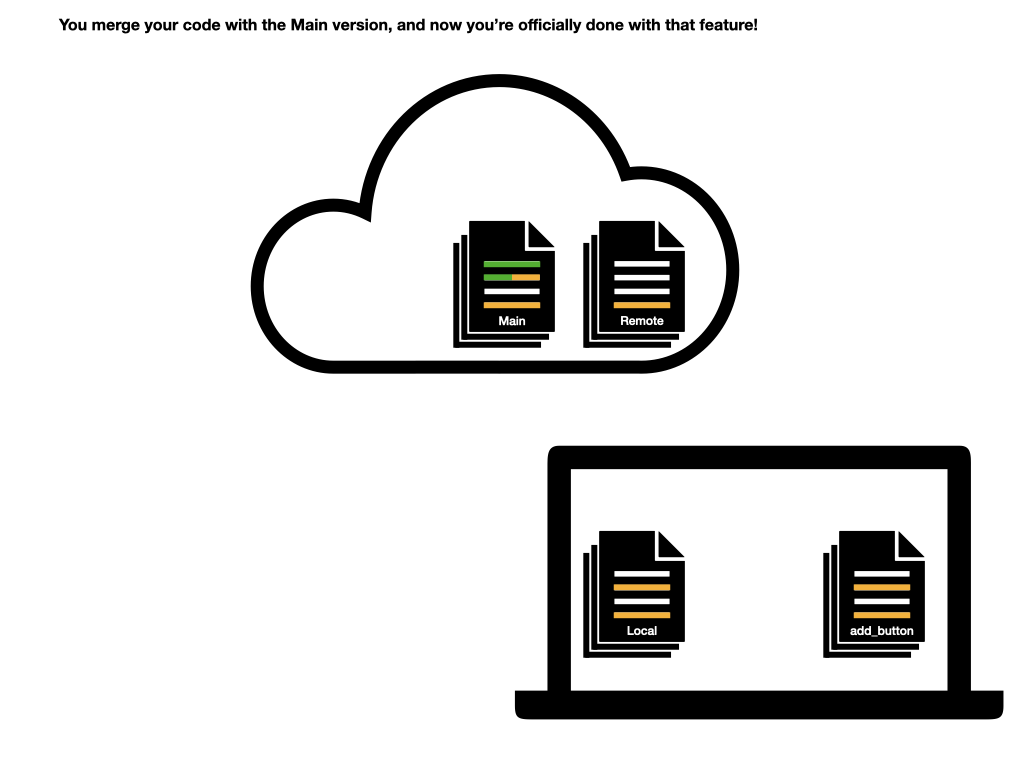 You merge your code with the Main version, and now you’re officially done with that feature!
Main
Remote
Local
add_button